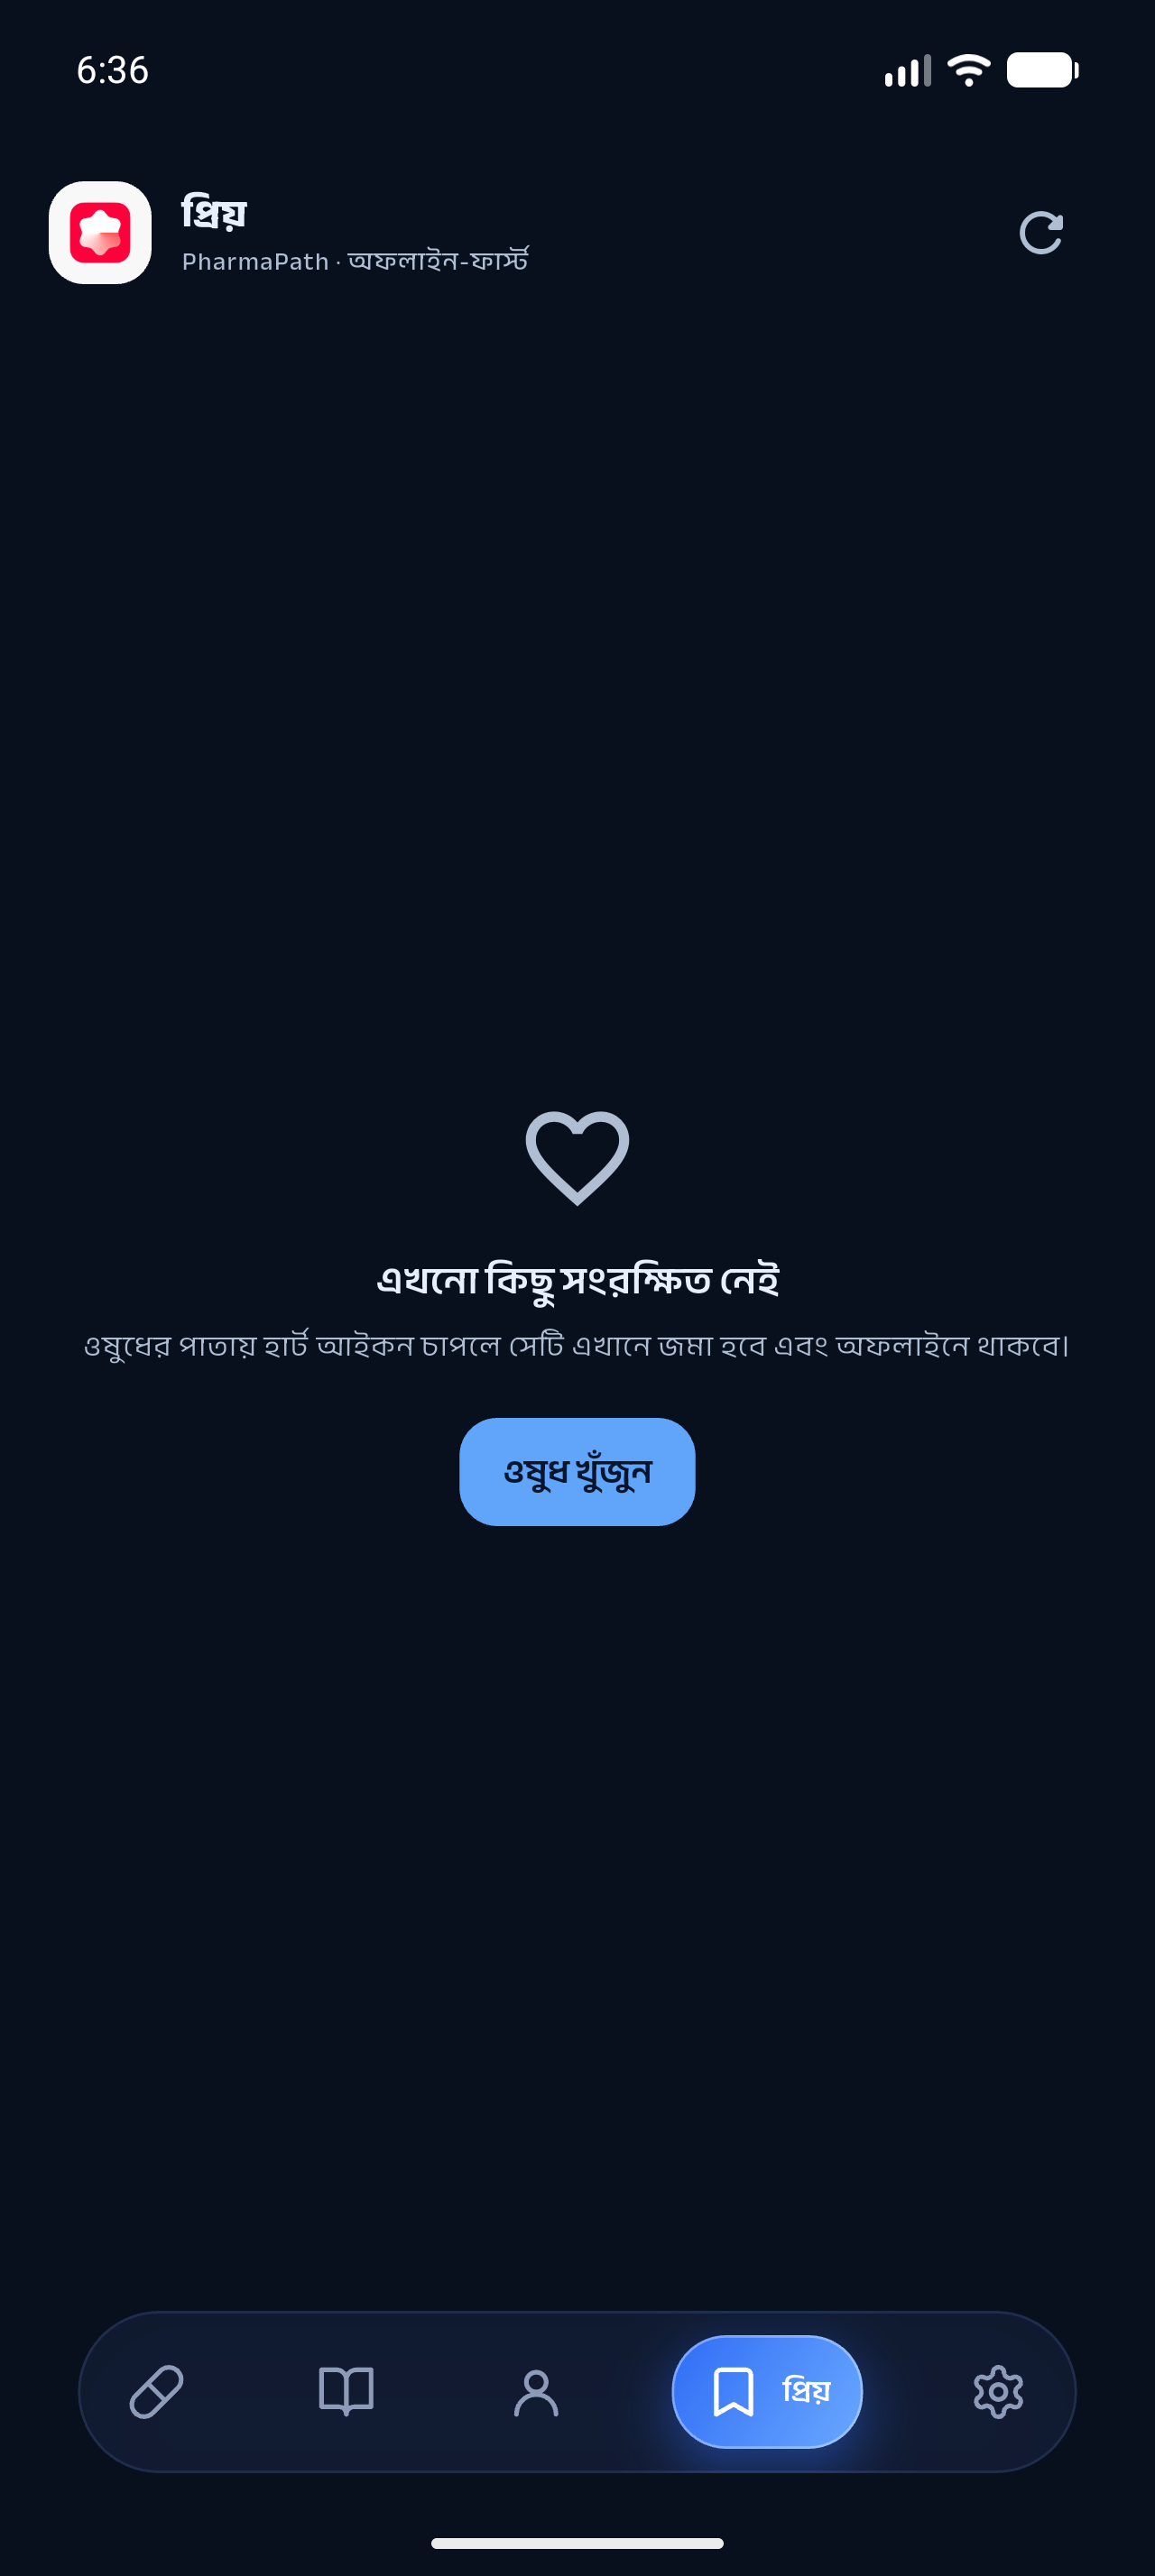 6:36
প্রিয়
PharmaPath · অফলাইন-ফার্স্ট
এখনো কিছু সংরক্ষিত নেই
ওষুধের পাতায় হার্ট আইকন চাপলে সেটি এখানে জমা হবে এবং অফলাইনে থাকবে।
ওষুধ খুঁজুন
প্রিয়